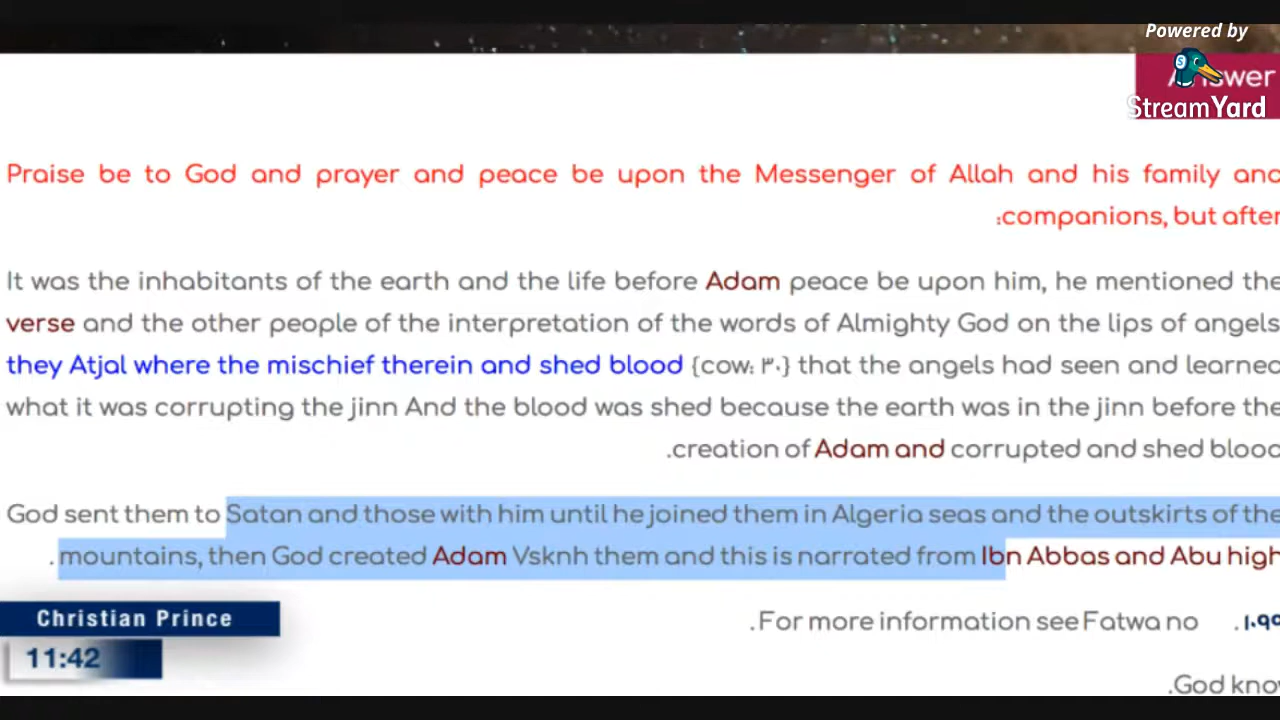 Powered by
Answer
StreamYard
Praise be to God and prayer and peace be upon the Messenger of Allah and his family and
:companions, but after
It was the inhabitants of the earth and the life before Adam peace be upon him, he mentioned the
verse and the other people of the interpretation of the words of Almighty God on the lips of angels
they Atjal where the mischief therein and shed blood {cow: ٣٠} that the angels had seen and learned
what it was corrupting the jinn And the blood was shed because the earth was in the jinn before the
.creation of Adam and corrupted and shed blood
God sent them to Satan and those with him until he joined them in Algeria seas and the outskirts of the
. mountains, then God created Adam Vsknh them and this is narrated from Ibn Abbas and Abu high
Christian Prince
. For more information see Fatwa no .
11:42
.God